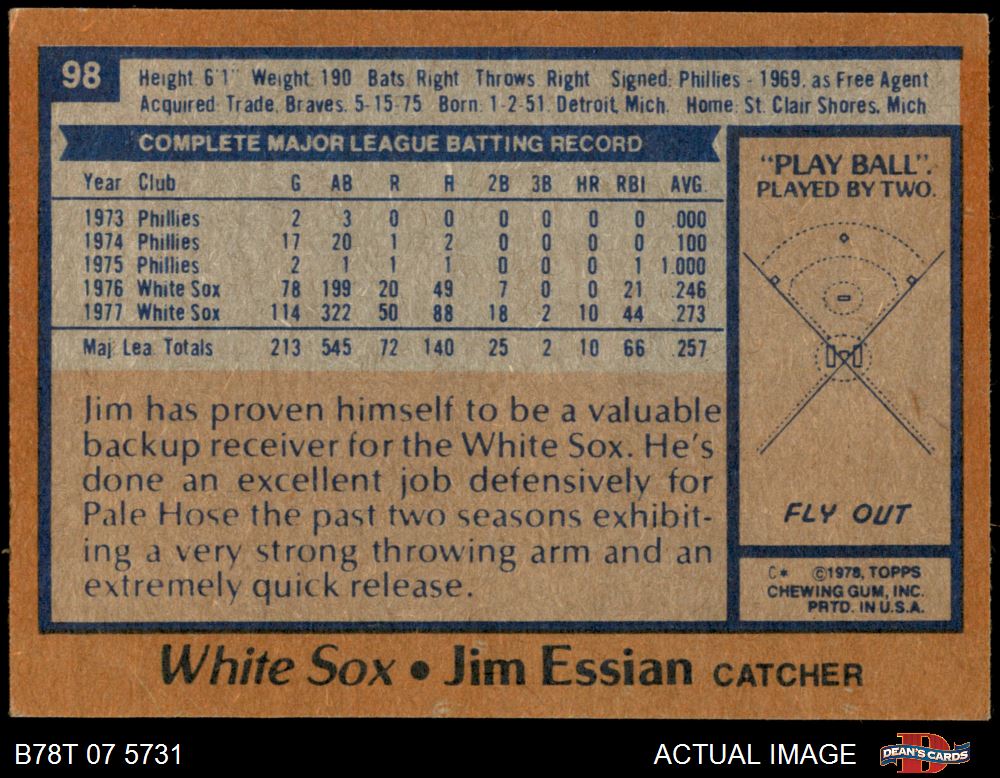 98
Height 6'1" Weight 190 Bats Right Throws Right Signed: Phillies - 1969, as Free Agent
Acquired: Trade, Braves, 5-15-75 Born: 1-2-51, Detroit, Mich. Home: St. Clair Shores, Mich
COMPLETE MAJOR LEAGUE BATTING RECORD
Year Club G AB R H 2B 3B HR RBI AVG.
1973 Phillies 2 3 0 0 0 0 0 0 .000
1974 Phillies 17 20 1 2 0 0 0 0 .100
1975 Phillies 2 1 1 1 0 0 0 1 1.000
1976 White Sox 78 199 20 49 7 0 0 21 .246
1977 White Sox 114 322 50 88 18 2 10 44 .273
Maj. Lea. Totals 213 545 72 140 25 2 10 66 .257
Jim has proven himself to be a valuable
backup receiver for the White Sox. He's
done an excellent job defensively for
Pale Hose the past two seasons exhibit-
ing a very strong throwing arm and an
extremely quick release.
"PLAY BALL".
PLAYED BY TWO.
FLY OUT
C* ©1978, TOPPS
CHEWING GUM, INC.
PRTD. IN U.S.A.
White Sox • Jim Essian CATCHER
B78T 07 5731
ACTUAL IMAGE
D
DEAN'S CARDS